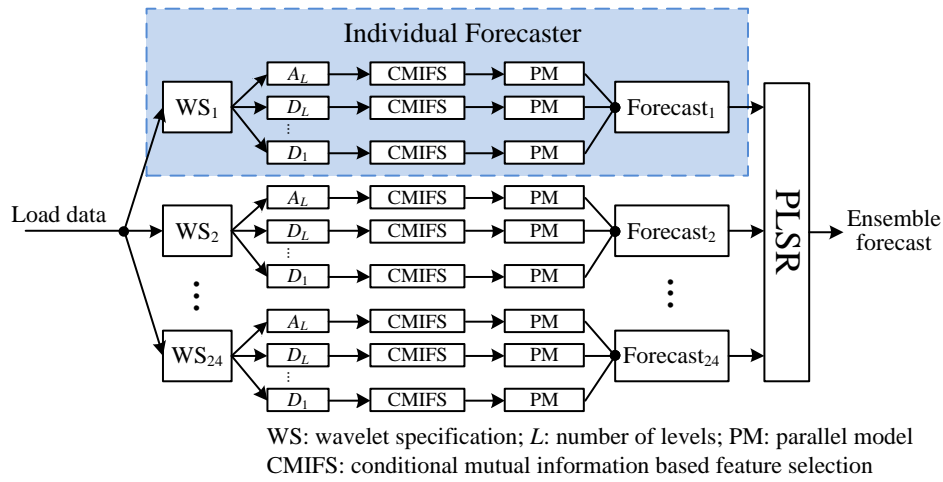 Individual Forecaster
A_L CMIFS PM
WS_1 D_L CMIFS PM Forecast_1
...
D_1 CMIFS PM
Load data
A_L CMIFS PM
WS_2 D_L CMIFS PM Forecast_2
...
D_1 CMIFS PM
PLSR
Ensemble
forecast
...
...
A_L CMIFS PM
WS_24 D_L CMIFS PM Forecast_24
...
D_1 CMIFS PM
WS: wavelet specification; L: number of levels; PM: parallel model
CMIFS: conditional mutual information based feature selection